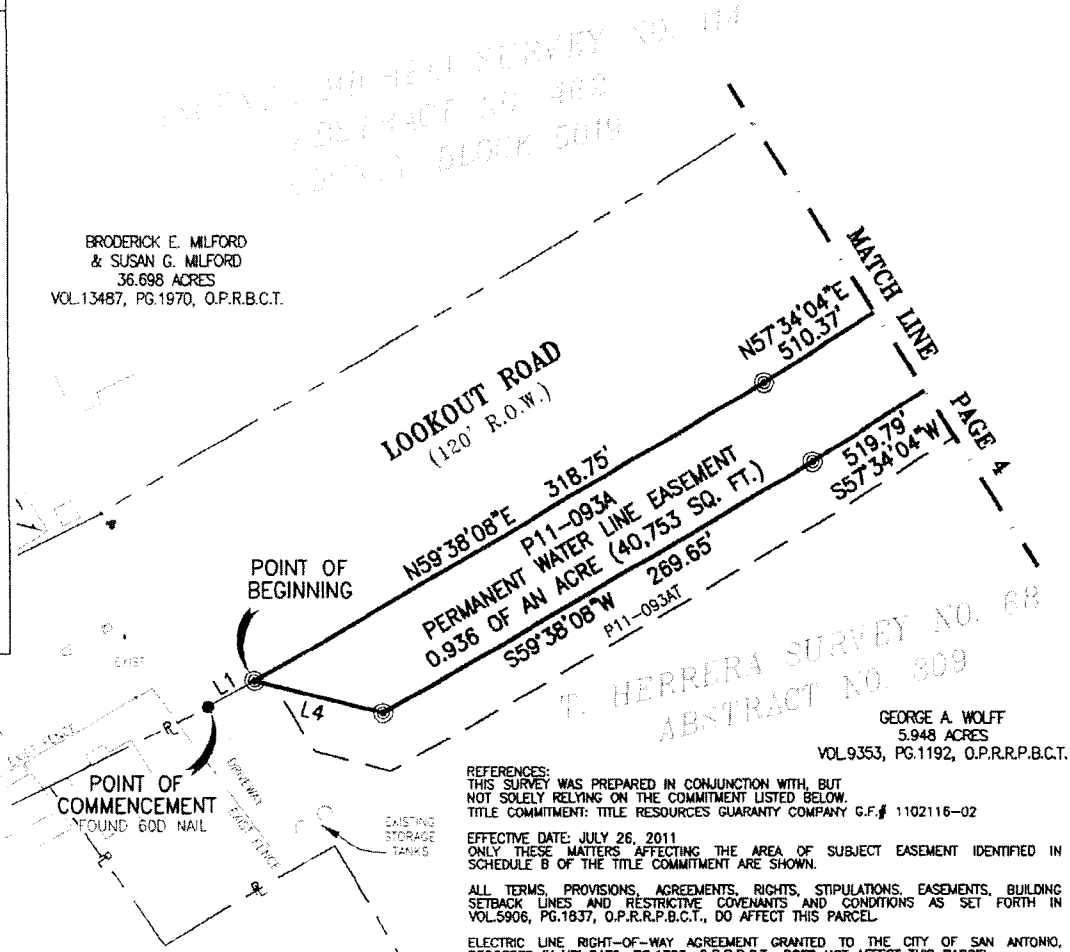 SURVEY NO. 114
BLOCK 5019
BRODERICK E. MILFORD
& SUSAN G. MILFORD
36.698 ACRES
VOL.13487, PG.1970, O.P.R.B.C.T.
MATCH LINE
PAGE 4
N57°34'04"E
510.37'
LOOKOUT ROAD
(120' R.O.W.)
519.79'
S57°34'04"W
N59°38'08"E
318.75'
P11-093A
PERMANENT WATER LINE EASEMENT
0.936 OF AN ACRE (40,753 SQ. FT.)
S59°38'08"W
269.65'
P11-093AT
POINT OF
BEGINNING
EXIST
L1
L4
POINT OF
COMMENCEMENT
FOUND 60D NAIL
DRIVEWAY
EAST FENCE
EXISTING
STORAGE
TANKS
T. HERRERA SURVEY NO. 68
ABSTRACT NO. 309
GEORGE A. WOLFF
5.948 ACRES
VOL.9353, PG.1192, O.P.R.R.P.B.C.T.
REFERENCES:
THIS SURVEY WAS PREPARED IN CONJUNCTION WITH, BUT
NOT SOLELY RELYING ON THE COMMITMENT LISTED BELOW.
TITLE COMMITMENT: TITLE RESOURCES GUARANTY COMPANY G.F.# 1102116-02
EFFECTIVE DATE: JULY 26, 2011
ONLY THESE MATTERS AFFECTING THE AREA OF SUBJECT EASEMENT IDENTIFIED IN
SCHEDULE B OF THE TITLE COMMITMENT ARE SHOWN.
ALL TERMS, PROVISIONS, AGREEMENTS, RIGHTS, STIPULATIONS, EASEMENTS, BUILDING
SETBACK LINES AND RESTRICTIVE COVENANTS AND CONDITIONS AS SET FORTH IN
VOL.5906, PG.1837, O.P.R.R.P.B.C.T., DO AFFECT THIS PARCEL
ELECTRIC LINE RIGHT-OF-WAY AGREEMENT GRANTED TO THE CITY OF SAN ANTONIO,